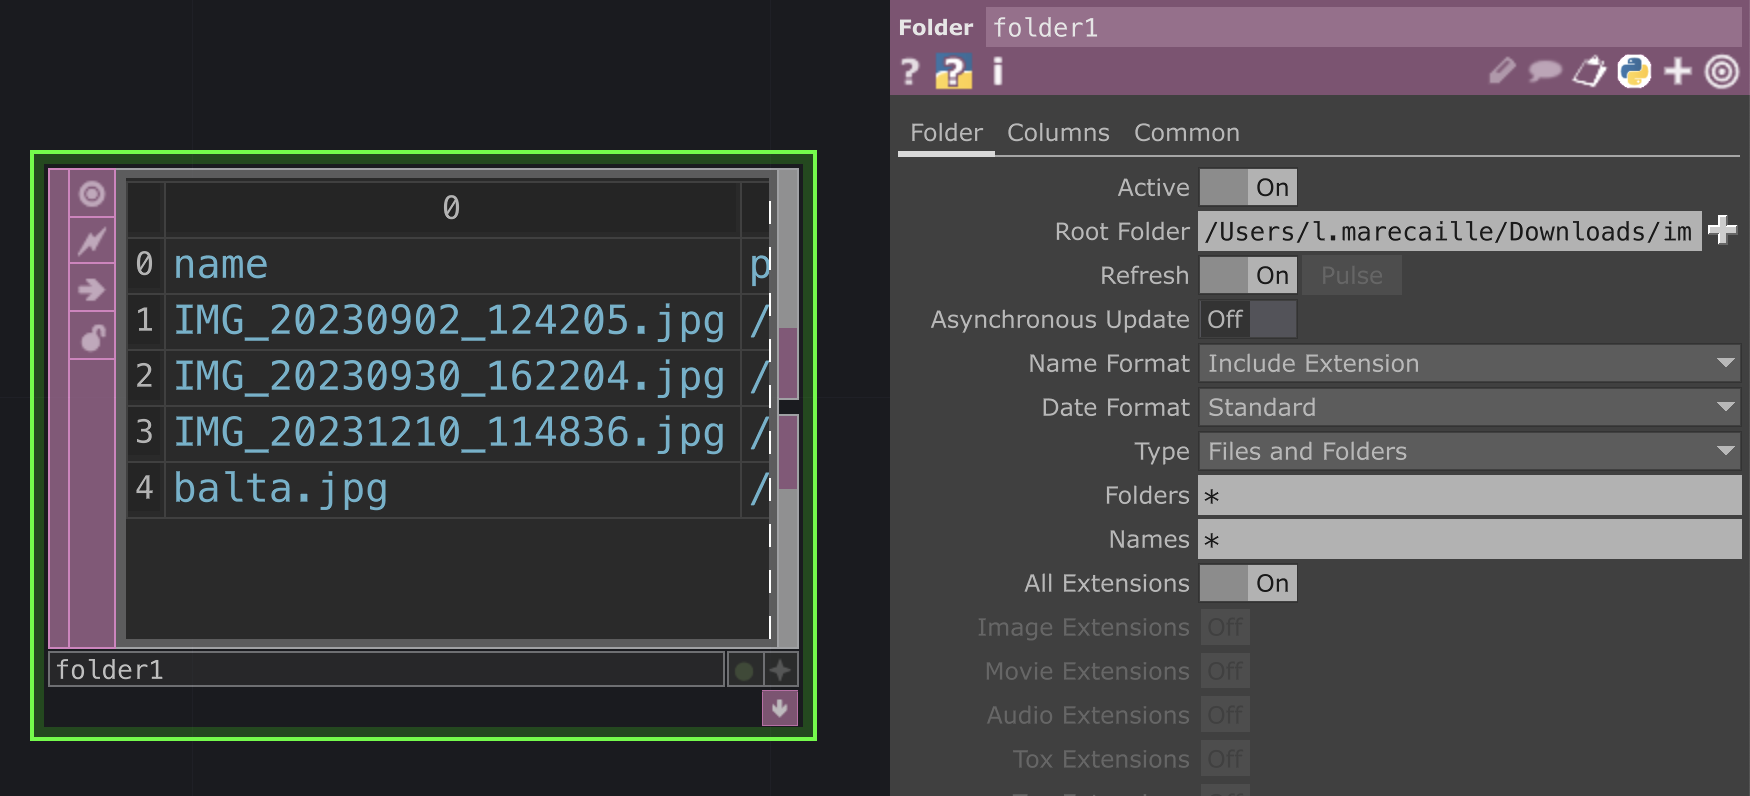 0
0 name p
1 IMG_20230902_124205.jpg /
2 IMG_20230930_162204.jpg /
3 IMG_20231210_114836.jpg /
4 balta.jpg /
folder1
Folder folder1
? ? i
Folder Columns Common
Active On
Root Folder /Users/l.marecaille/Downloads/im
Refresh On Pulse
Asynchronous Update Off
Name Format Include Extension
Date Format Standard
Type Files and Folders
Folders *
Names *
All Extensions On
Image Extensions Off
Movie Extensions Off
Audio Extensions Off
Tox Extensions Off